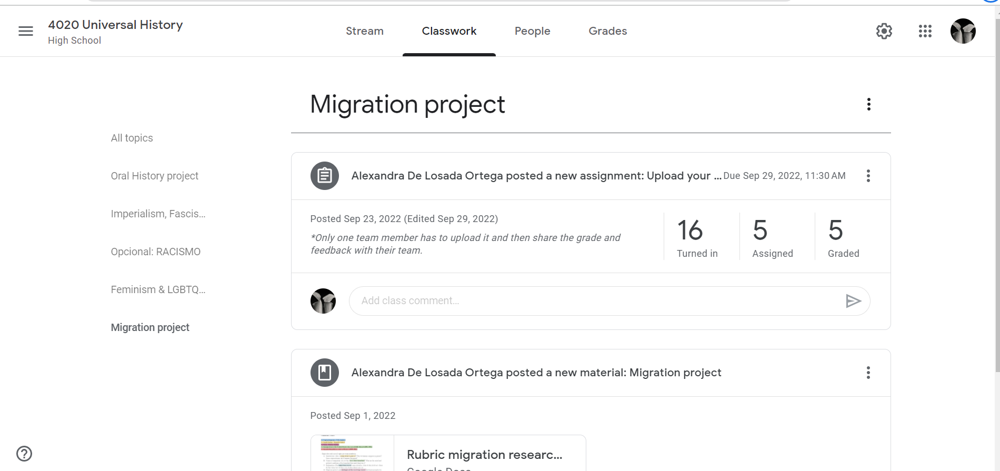 4020 Universal History
High School
Stream
Classwork
People
Grades
Migration project
All topics
Oral History project
Imperialism, Fascis...
Opcional: RACISMO
Feminism & LGBTQ...
Migration project
Alexandra De Losada Ortega posted a new assignment: Upload your ... Due Sep 29, 2022, 11:30 AM
Posted Sep 23, 2022 (Edited Sep 29, 2022)
*Only one team member has to upload it and then share the grade and
feedback with their team.
16
Turned in
5
Assigned
5
Graded
Add class comment...
Alexandra De Losada Ortega posted a new material: Migration project
Posted Sep 1, 2022
Rubric migration researc...
Google Docs